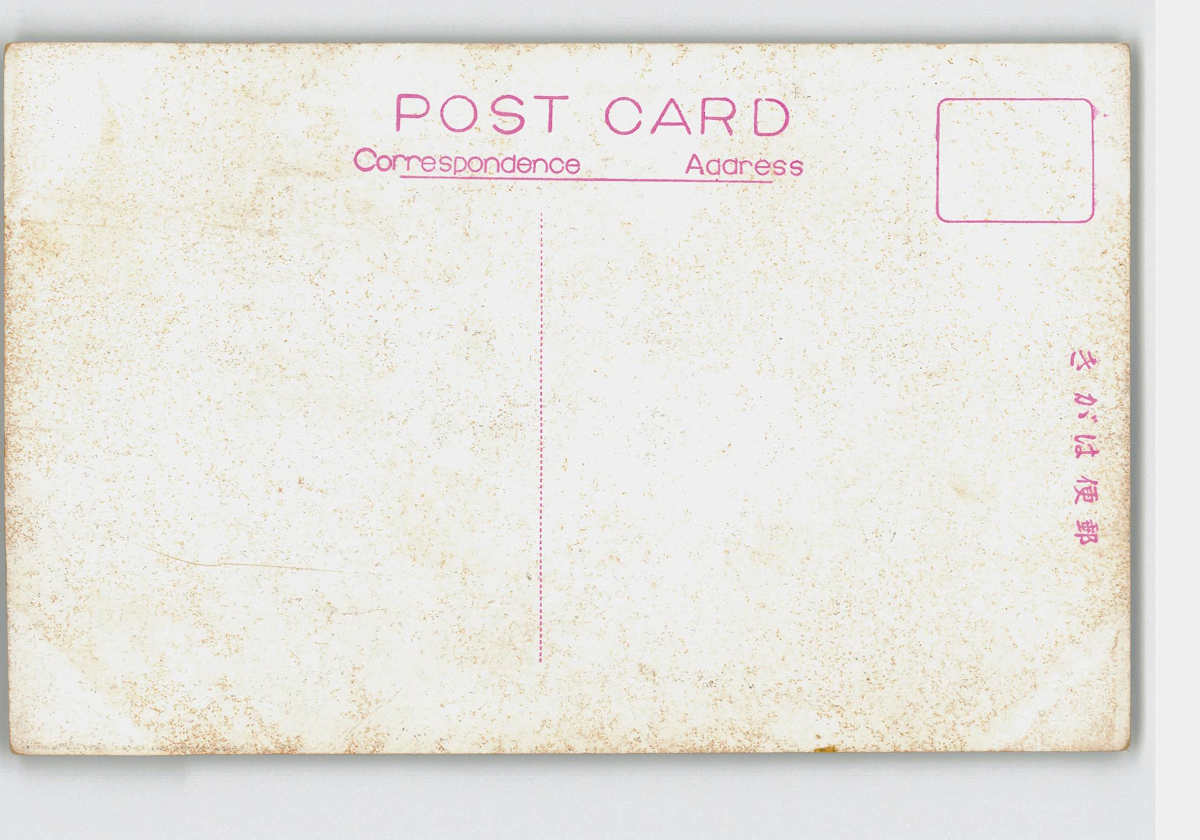 POST CARD
Correspondence Address
郵便はがき